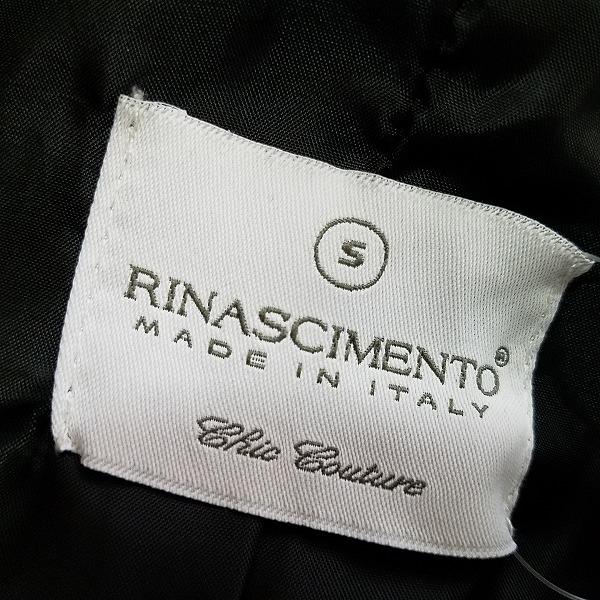 S
RINASCIMENTO®
MADE IN ITALY
Chic Couture